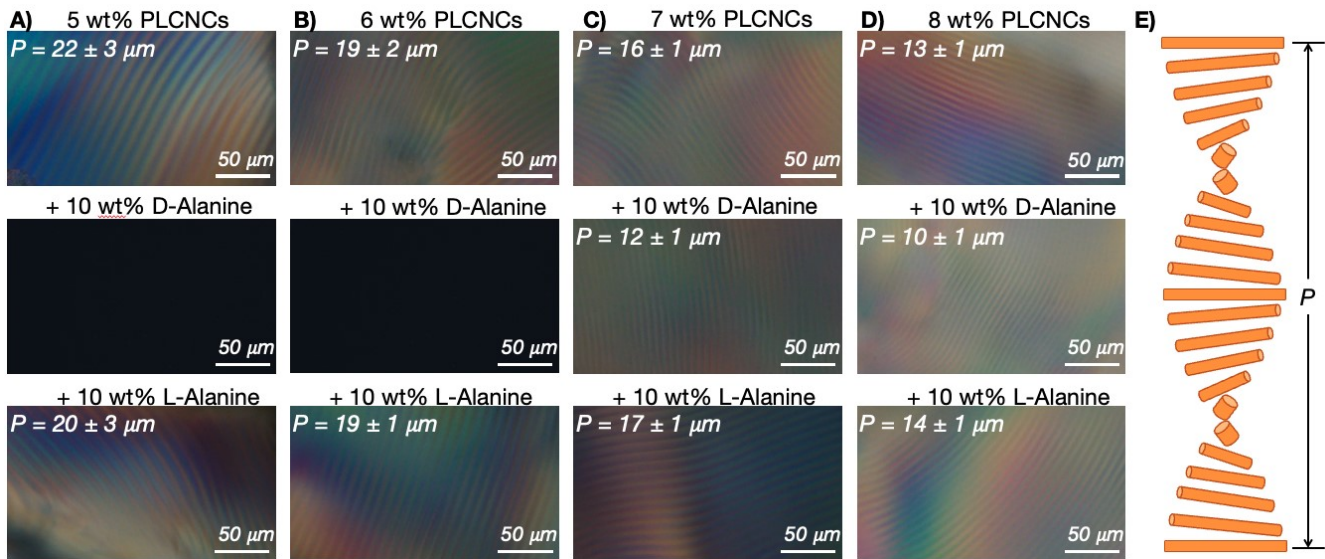 A) 5 wt% PLCNCs
B) 6 wt% PLCNCs
C) 7 wt% PLCNCs
D) 8 wt% PLCNCs
E)
P = 22 ± 3 μm
P = 19 ± 2 μm
P = 16 ± 1 μm
P = 13 ± 1 μm
50 μm
50 μm
50 μm
50 μm
+ 10 wt% D-Alanine
+ 10 wt% D-Alanine
+ 10 wt% D-Alanine
+ 10 wt% D-Alanine
P = 12 ± 1 μm
P = 10 ± 1 μm
P
50 μm
50 μm
50 μm
50 μm
+ 10 wt% L-Alanine
+ 10 wt% L-Alanine
+ 10 wt% L-Alanine
+ 10 wt% L-Alanine
P = 20 ± 3 μm
P = 19 ± 1 μm
P = 17 ± 1 μm
P = 14 ± 1 μm
50 μm
50 μm
50 μm
50 μm